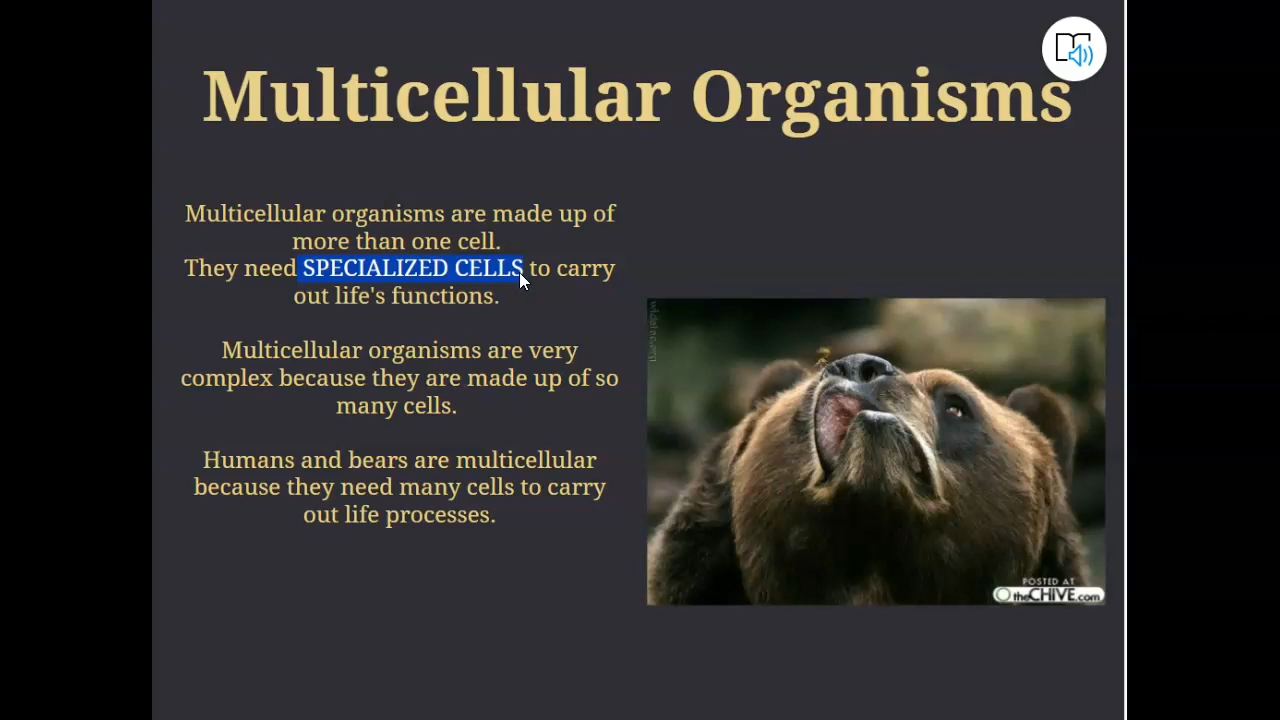 Multicellular Organisms
Multicellular organisms are made up of
more than one cell.
They need SPECIALIZED CELLS to carry
out life's functions.
Multicellular organisms are very
complex because they are made up of so
many cells.
Humans and bears are multicellular
because they need many cells to carry
out life processes.
POSTED AT
theCHIVE.com